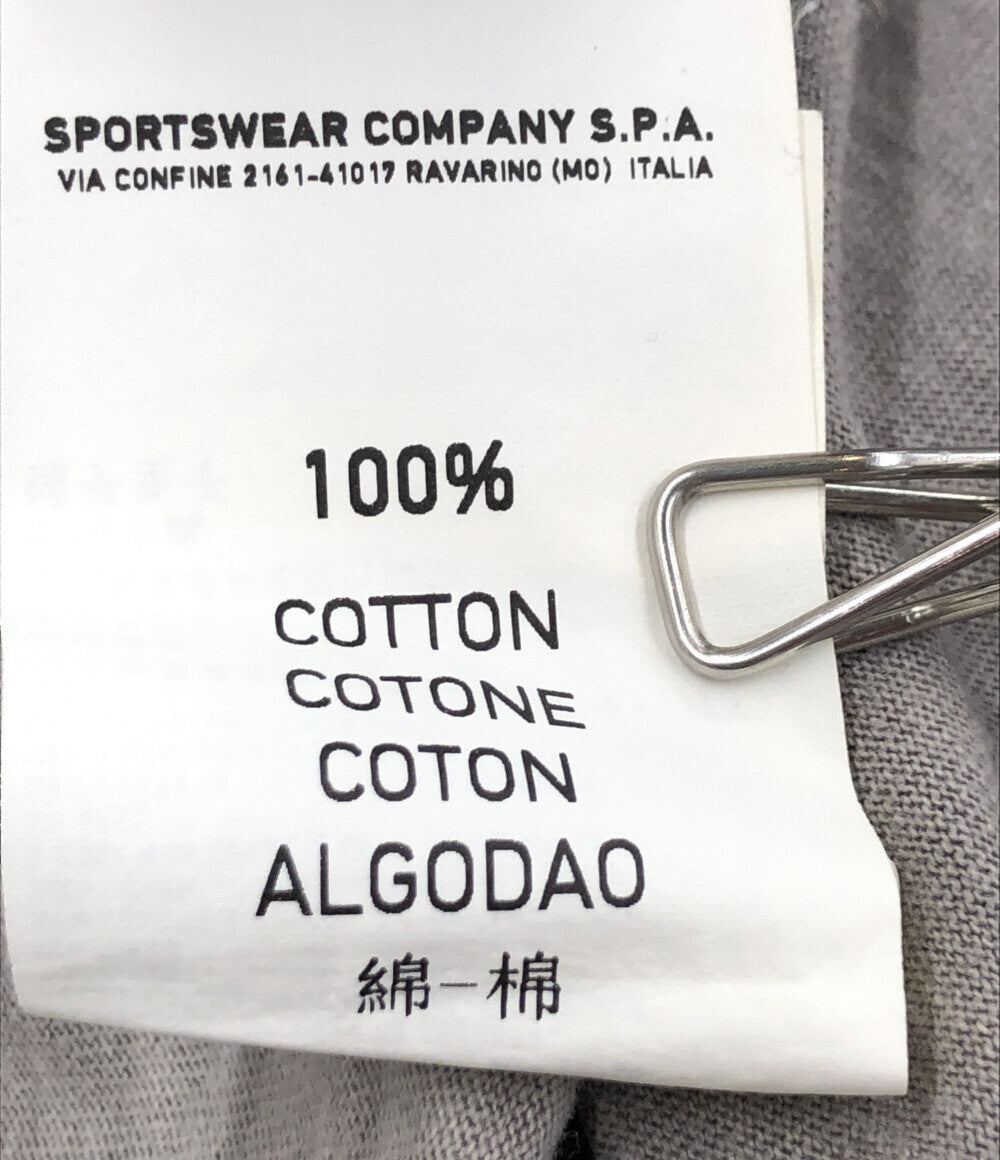 SPORTSWEAR COMPANY S.P.A.
VIA CONFINE 2161-41017 RAVARINO (MO) ITALIA
100%
COTTON
COTONE
COTON
ALGODAO
綿-棉